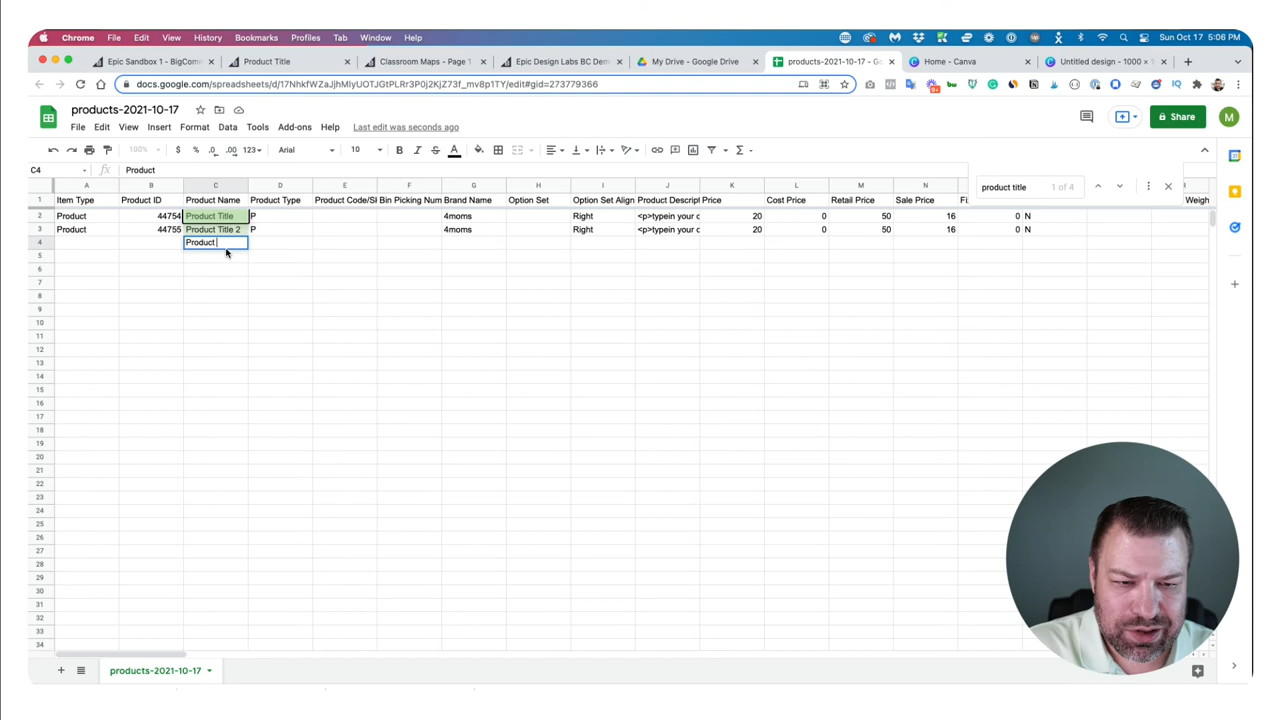 Chrome File Edit View History Bookmarks Profiles Tab Window Help Sun Oct 17 5:06 PM
Epic Sandbox 1 - BigComm Product Title Classroom Maps - Page 1 Epic Design Labs BC Dem My Drive - Google Drive products-2021-10-17 - Go Home - Canva Untitled design - 1000 ×
docs.google.com/spreadsheets/d/17NhkfWZaJjhMlyUOTJGtPLRr3P0j2KjZ73f_mv8p1TY/edit#gid=273779366
products-2021-10-17
File Edit View Insert Format Data Tools Add-ons Help Last edit was seconds ago Share M
100% $ % .0 .00 123 Arial 10 B I S A
C4 fx Product
product title 1 of 4
A B C D E F G H I J K L M N R
1 Item Type Product ID Product Name Product Type Product Code/SK Bin Picking Num Brand Name Option Set Option Set Align Product Descript Price Cost Price Retail Price Sale Price Fi Weigh
2 Product 44754 Product Title P 4moms Right <p>typein your c 20 0 50 16 0 N
3 Product 44755 Product Title 2 P 4moms Right <p>typein your c 20 0 50 16 0 N
4 Product
5
6
7
8
9
10
11
12
13
14
15
16
17
18
19
20
21
22
23
24
25
26
27
28
29
30
31
32
33
34
products-2021-10-17